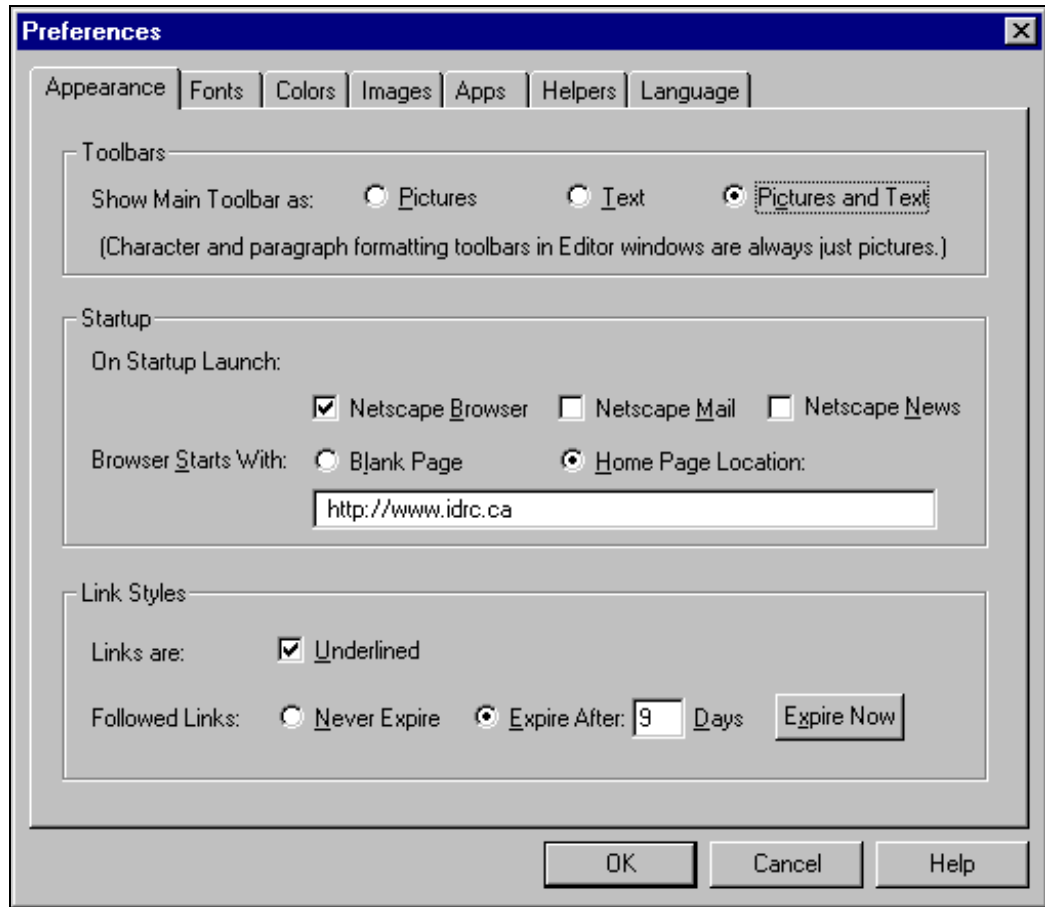 Preferences
Appearance Fonts Colors Images Apps Helpers Language
Toolbars
Show Main Toolbar as: Pictures Text Pictures and Text
(Character and paragraph formatting toolbars in Editor windows are always just pictures.)
Startup
On Startup Launch:
Netscape Browser Netscape Mail Netscape News
Browser Starts With: Blank Page Home Page Location:
http://www.idrc.ca
Link Styles
Links are: Underlined
Followed Links: Never Expire Expire After: 9 Days Expire Now
OK Cancel Help